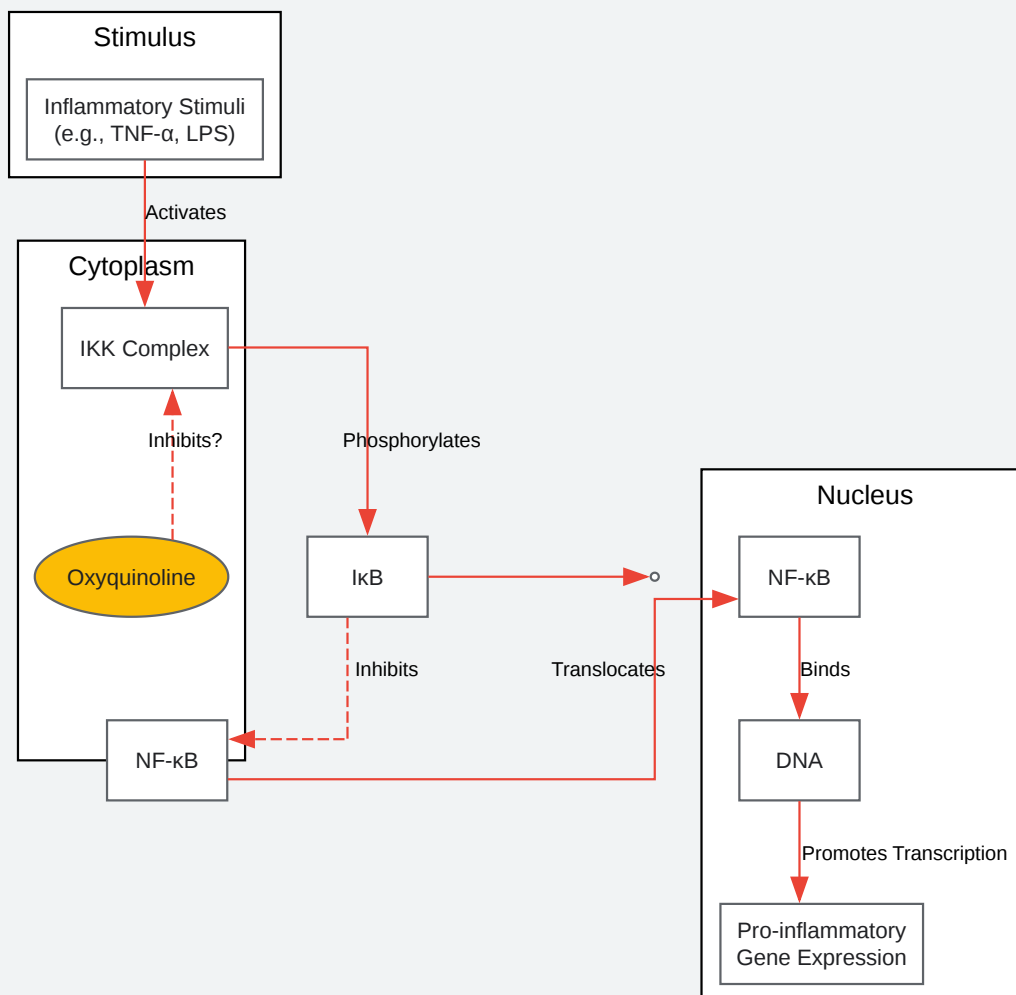 Stimulus
Inflammatory Stimuli
(e.g., TNF-α, LPS)
Activates
Cytoplasm
IKK Complex
Inhibits?
Phosphorylates
Oxyquinoline
IκB
Inhibits
NF-κB
Translocates
Nucleus
NF-κB
Binds
DNA
Promotes Transcription
Pro-inflammatory
Gene Expression